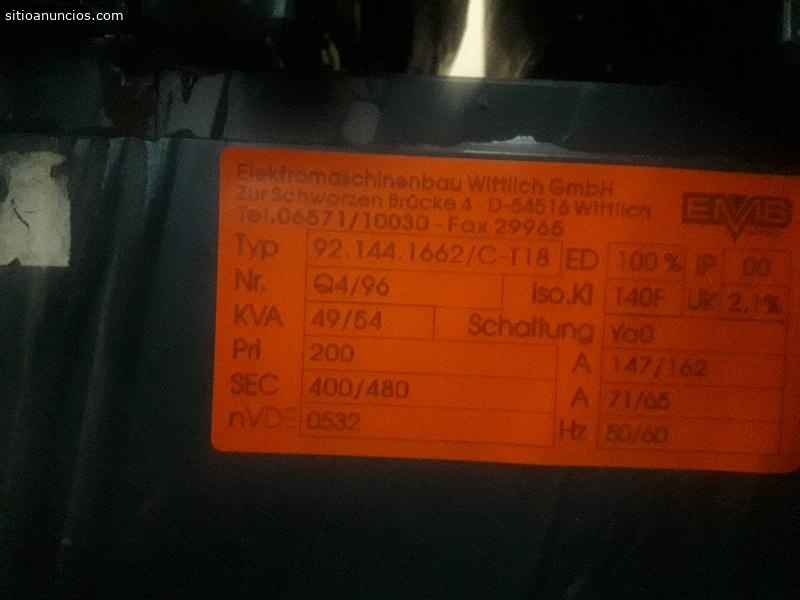 sitioanuncios.com
Elektromaschinenbau Wittlich GmbH
Zur Schwarzen Brücke 4 - D-54516 Wittlich
Tel.06571/10030 - Fax 29965
EMB
Typ 92.144.1662/C-T18 ED 100 % IP 00
Nr. Q4/96 Iso.Kl T40F UK 2,1%
KVA 49/54 Schaltung Ya0
Pri 200 A 147/162
SEC 400/480 A 71/65
nVDE 0532 Hz 50/60